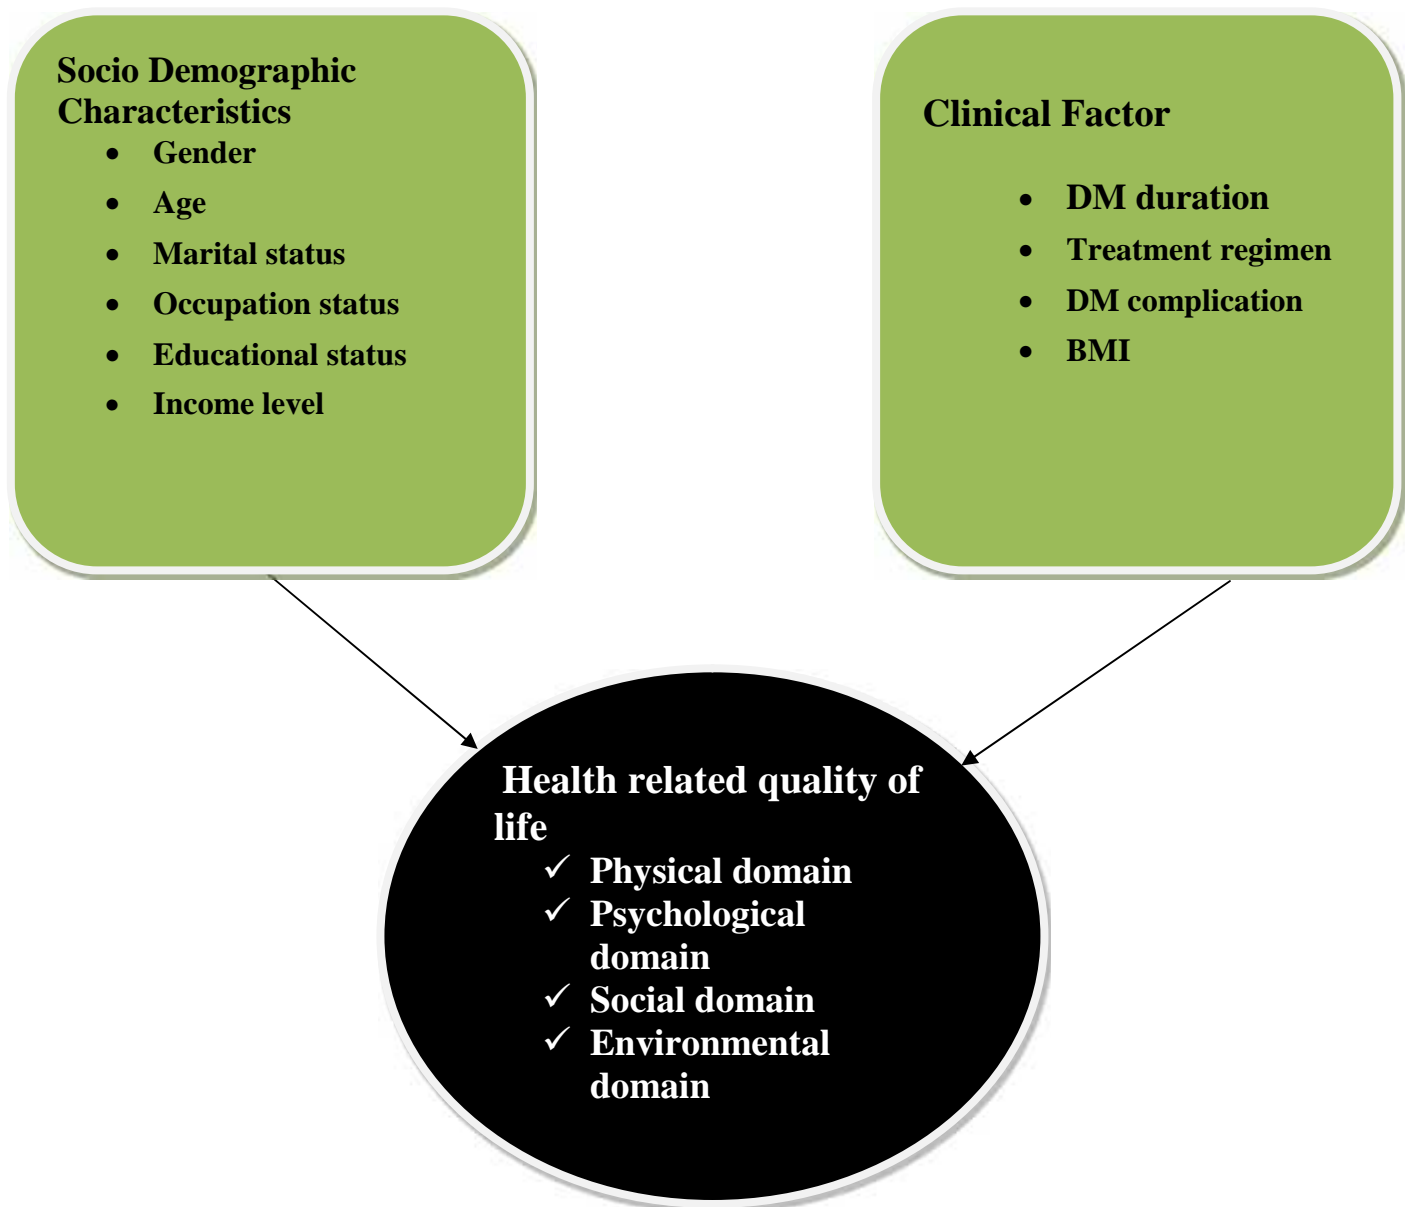 Socio Demographic
Characteristics
• Gender
• Age
• Marital status
• Occupation status
• Educational status
• Income level
Clinical Factor
• DM duration
• Treatment regimen
• DM complication
• BMI
Health related quality of
life
✓ Physical domain
✓ Psychological
domain
✓ Social domain
✓ Environmental
domain